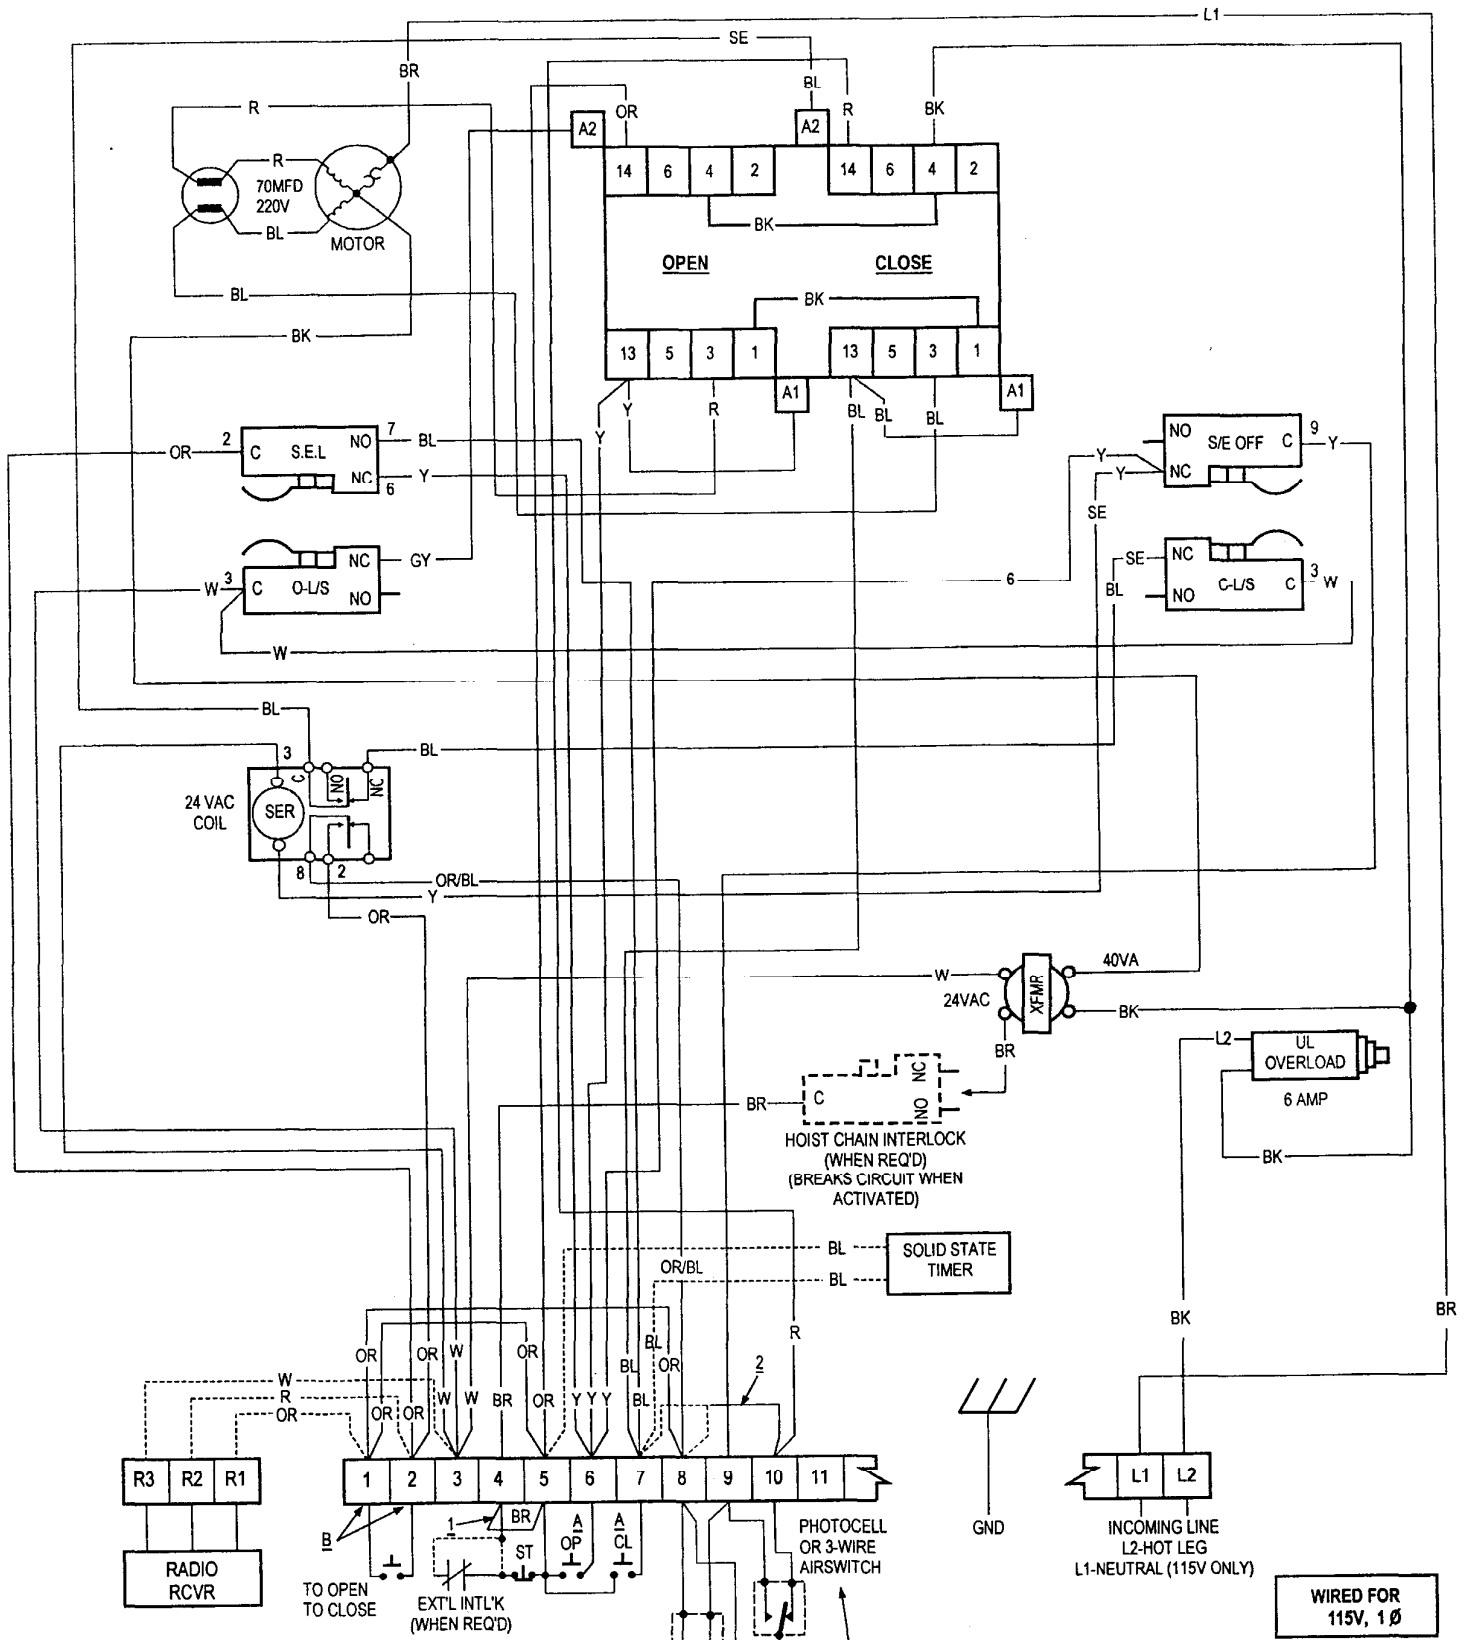 L1
SE
BR
BL
R
OR
R
BK
A2
A2
R
70MFD
220V
BL
MOTOR
14 6 4 2
14 6 4 2
BK
OPEN
CLOSE
BL
BK
BK
13 5 3 1
13 5 3 1
A1
A1
Y
Y
R
BL
BL
BL
OR
2
C
S.E.L
NO
7
BL
NC
6
Y
NO
S/E OFF
C
9
Y
NC
Y
Y
SE
W
3
C
O-L/S
NC
GY
NO
6
SE
BL
NC
C-L/S
C
3
W
NO
W
BL
BL
3
C
NO
NC
24 VAC
COIL
SER
8
2
OR/BL
Y
OR
W
24VAC
XFMR
40VA
BK
BR
L2
UL
OVERLOAD
6 AMP
BK
BR
C
NC
NO
HOIST CHAIN INTERLOCK
(WHEN REQ'D)
(BREAKS CIRCUIT WHEN
ACTIVATED)
BL
BL
SOLID STATE
TIMER
OR/BL
BK
BR
R
OR
OR
W
OR
BL
BL
OR
2
W
R
OR
OR
OR
W
W
BR
OR
Y
Y
Y
BL
R3 R2 R1
1 2 3 4 5 6 7 8 9 10 11
L1 L2
RADIO
RCVR
B
TO OPEN
TO CLOSE
1
BR
ST
A
OP
A
CL
EXT'L INTL'K
(WHEN REQ'D)
PHOTOCELL
OR 3-WIRE
AIRSWITCH
GND
INCOMING LINE
L2-HOT LEG
L1-NEUTRAL (115V ONLY)
WIRED FOR
115V, 1 Ø